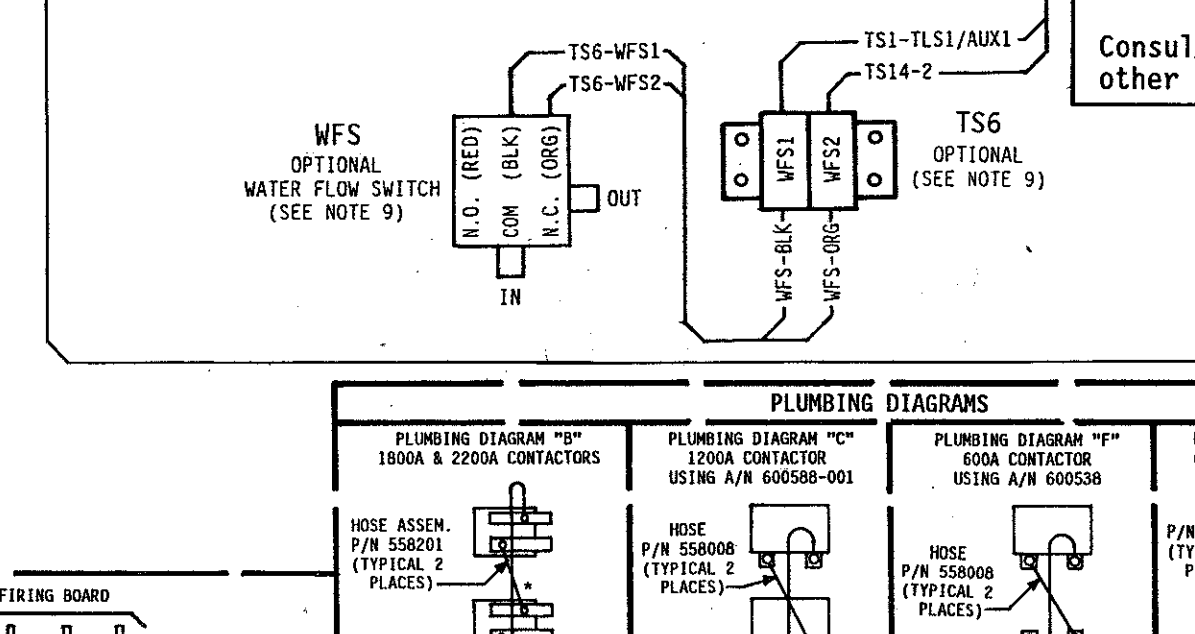 TS6-WFS1
TS6-WFS2
TS1-TLS1/AUX1
TS14-2
other
WFS
OPTIONAL
WATER FLOW SWITCH
(SEE NOTE 9)
N.O. (RED)
COM (BLK)
N.C. (ORG)
OUT
IN
WFS1
WFS2
TS6
OPTIONAL
(SEE NOTE 9)
WFS-BLK
WFS-ORG
PLUMBING DIAGRAMS
PLUMBING DIAGRAM "B"
1800A & 2200A CONTACTORS
HOSE ASSEM.
P/N 558201
(TYPICAL 2
PLACES)
*
PLUMBING DIAGRAM "C"
1200A CONTACTOR
USING A/N 600588-001
HOSE
P/N 558008
(TYPICAL 2
PLACES)
PLUMBING DIAGRAM "F"
600A CONTACTOR
USING A/N 600538
HOSE
P/N 558008
(TYPICAL 2
PLACES)
P/N
(TY
P
FIRING BOARD